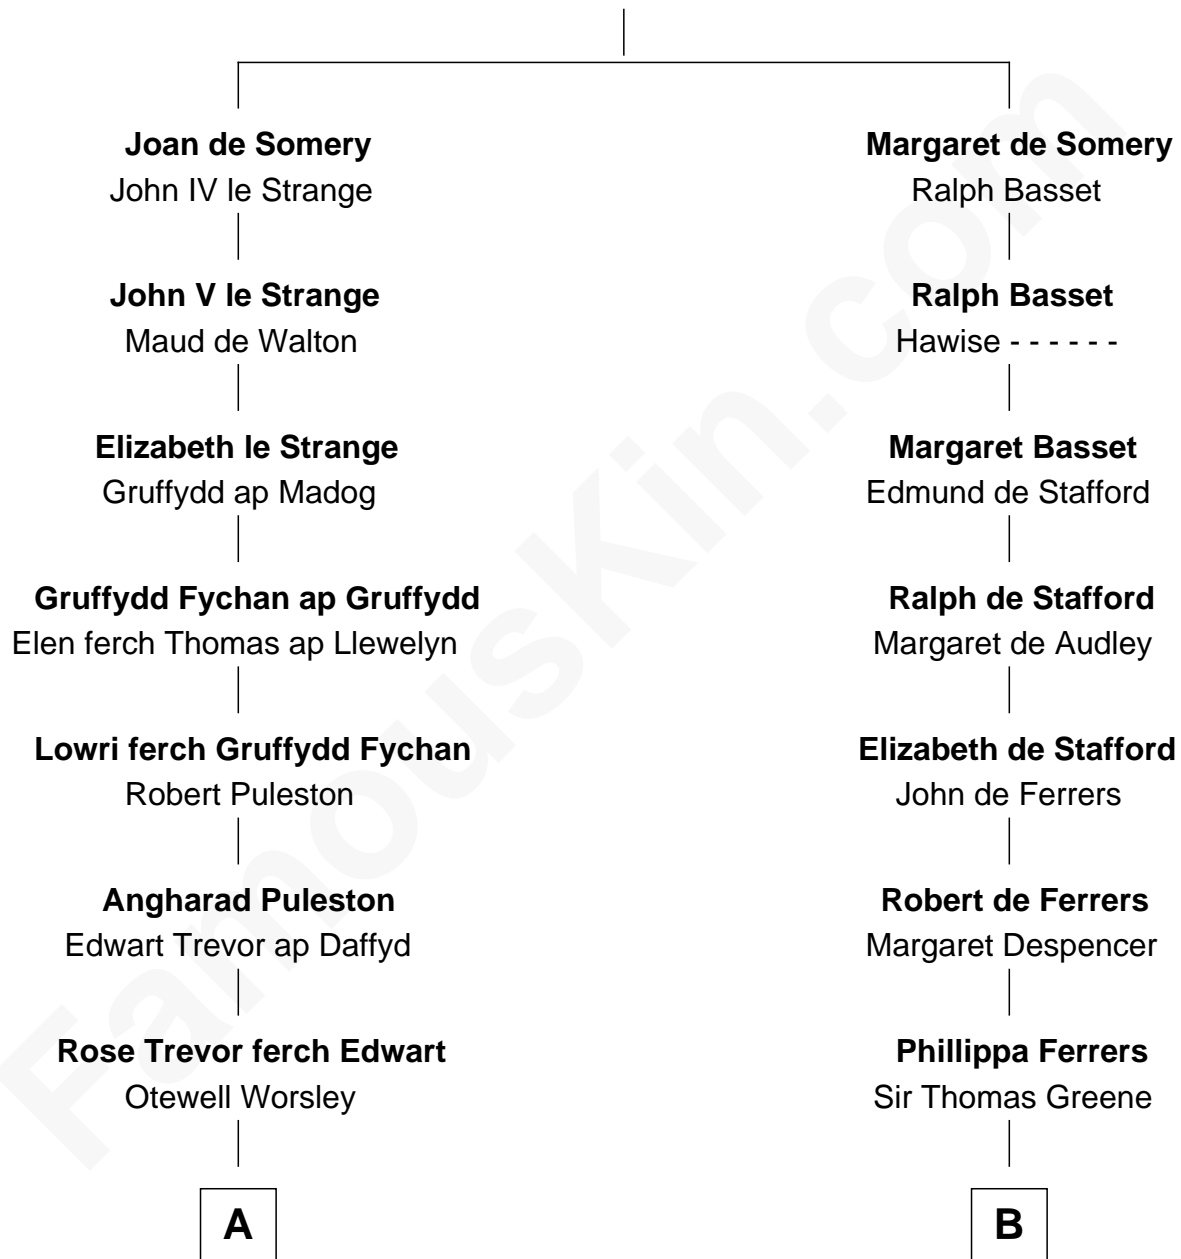 Joan de Somery
John IV le Strange
John V le Strange
Maud de Walton
Elizabeth le Strange
Gruffydd ap Madog
Gruffydd Fychan ap Gruffydd
Elen ferch Thomas ap Llewelyn
Lowri ferch Gruffydd Fychan
Robert Puleston
Angharad Puleston
Edwart Trevor ap Daffyd
Rose Trevor ferch Edwart
Otewell Worsley
A
Margaret de Somery
Ralph Basset
Ralph Basset
Hawise - - - - - -
Margaret Basset
Edmund de Stafford
Ralph de Stafford
Margaret de Audley
Elizabeth de Stafford
John de Ferrers
Robert de Ferrers
Margaret Despencer
Phillippa Ferrers
Sir Thomas Greene
B
FamousKin.com